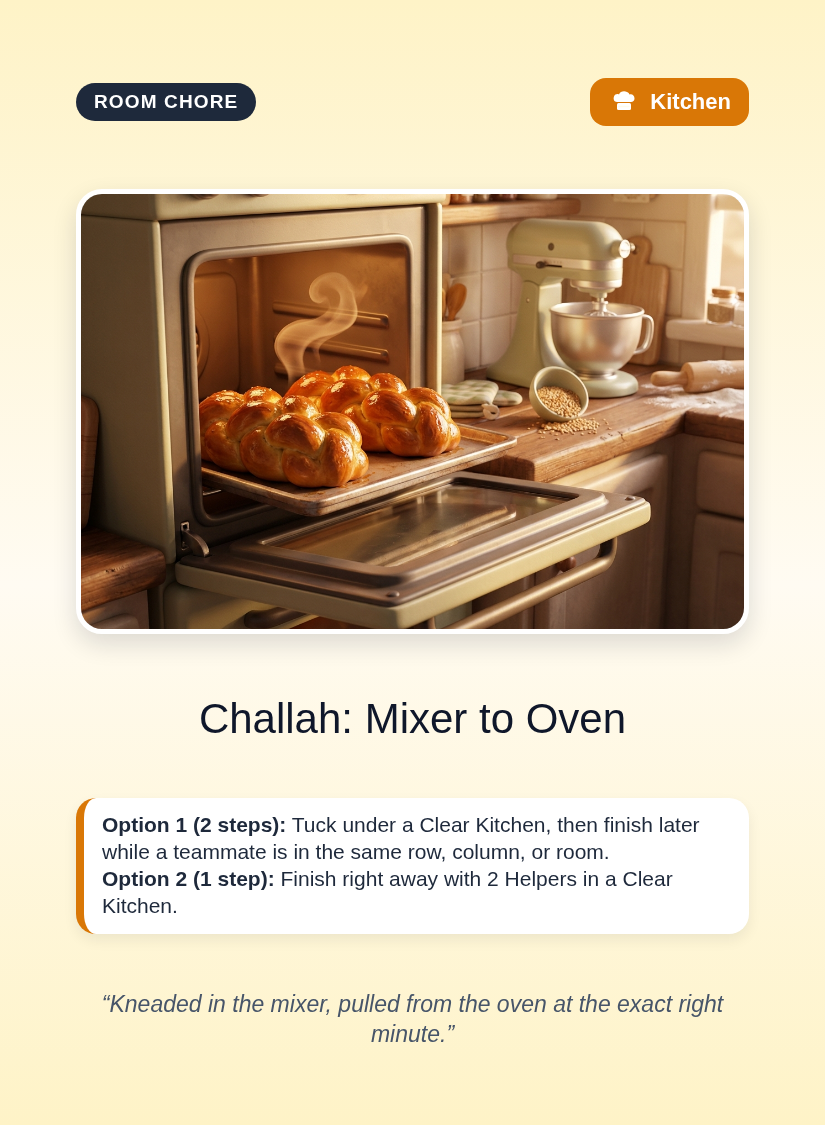 ROOM CHORE
Kitchen
Challah: Mixer to Oven
Option 1 (2 steps): Tuck under a Clear Kitchen, then finish later
while a teammate is in the same row, column, or room.
Option 2 (1 step): Finish right away with 2 Helpers in a Clear
Kitchen.
“Kneaded in the mixer, pulled from the oven at the exact right
minute.”